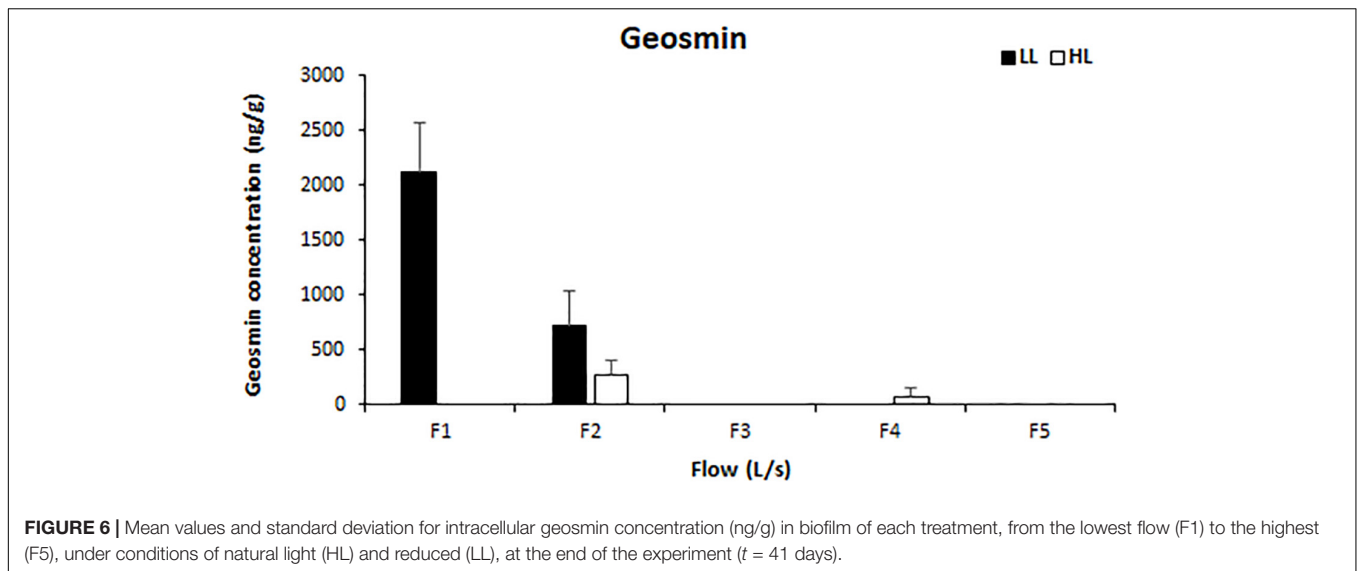 Geosmin
LL HL
Geosmin concentration (ng/g)
3000
2500
2000
1500
1000
500
0
F1 F2 F3 F4 F5
Flow (L/s)
FIGURE 6 | Mean values and standard deviation for intracellular geosmin concentration (ng/g) in biofilm of each treatment, from the lowest flow (F1) to the highest
(F5), under conditions of natural light (HL) and reduced (LL), at the end of the experiment (t = 41 days).